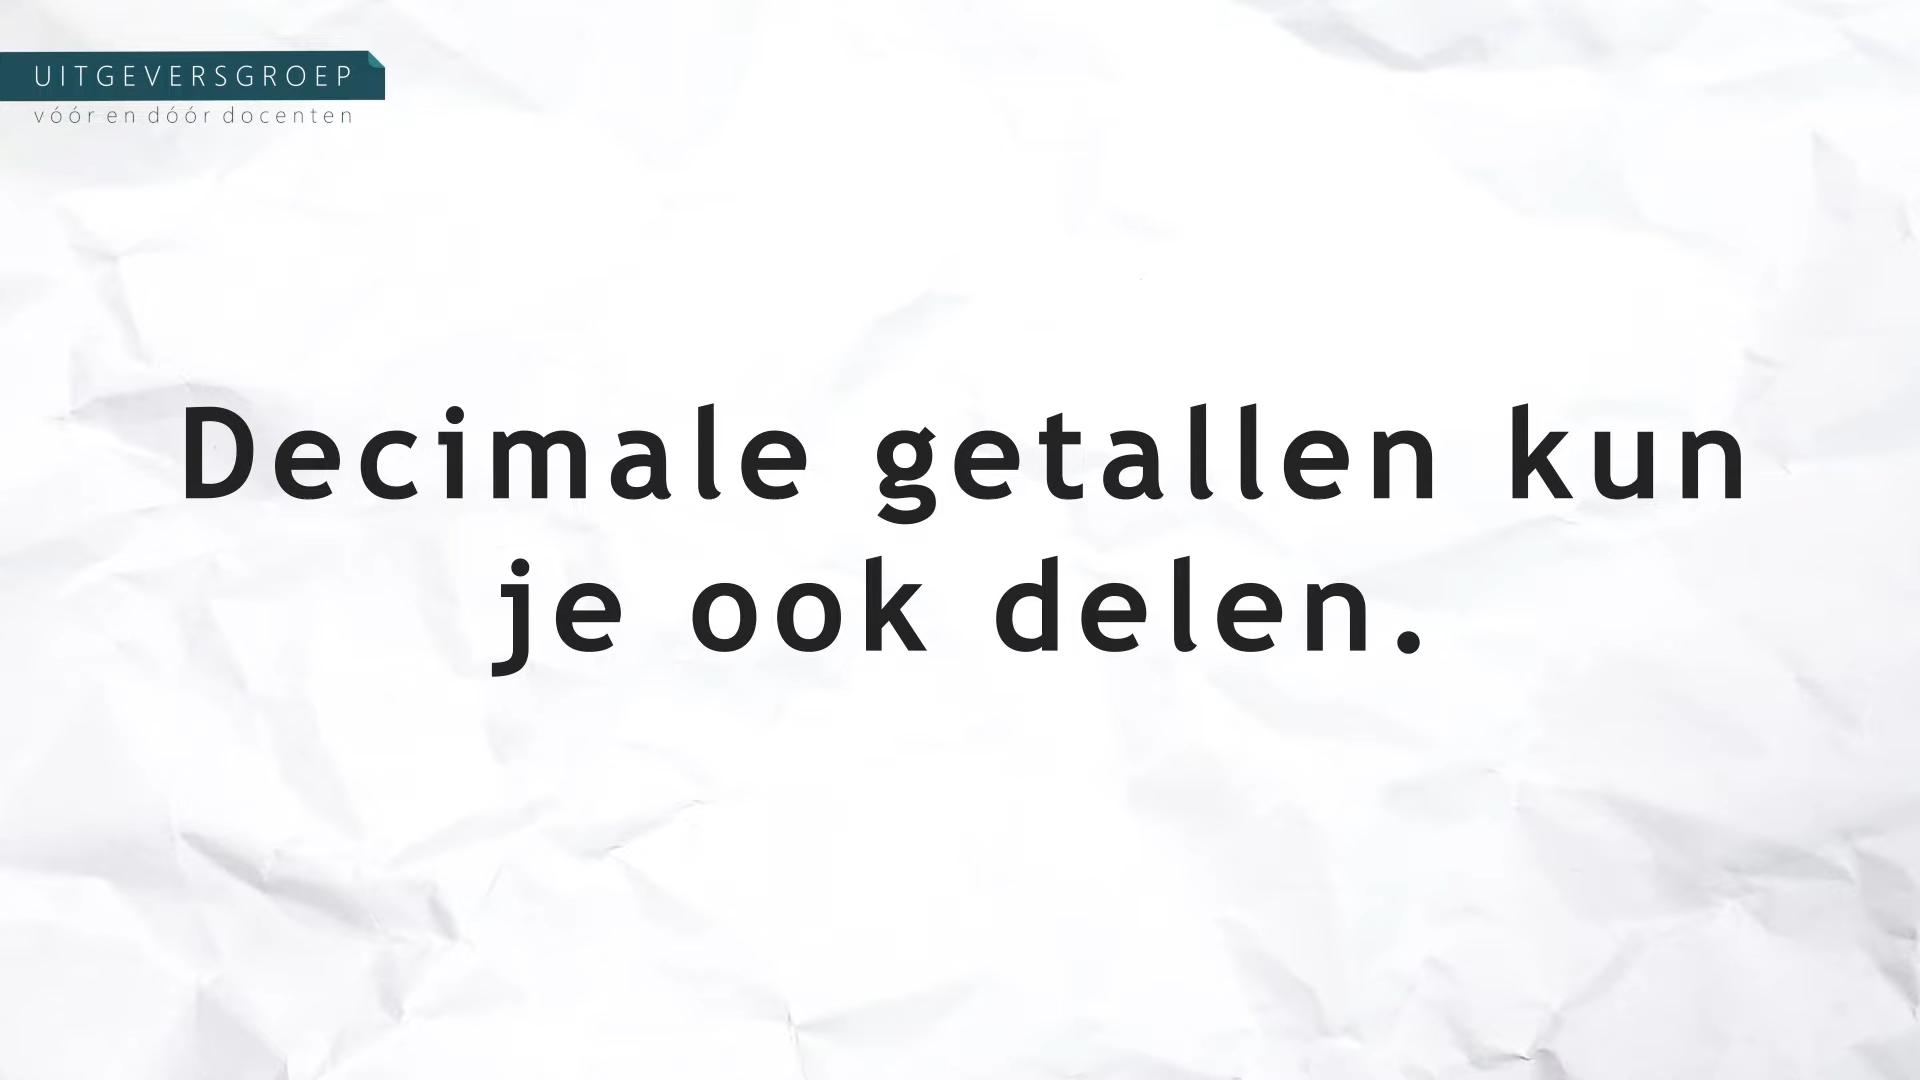 UITGEVERSGROEP
vóór en dóór docenten
Decimale getallen kun
je ook delen.